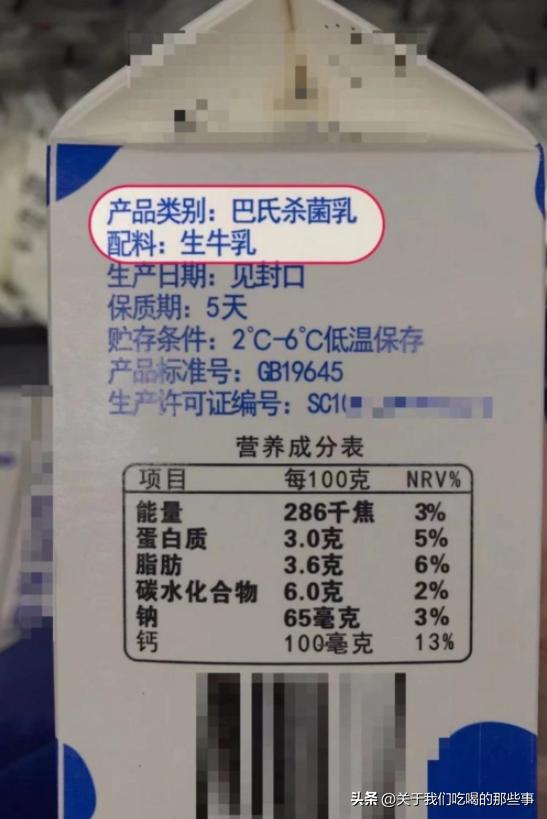 产品类别：巴氏杀菌乳
配料：生牛乳
生产日期：见封口
保质期：5天
贮存条件：2℃-6℃低温保存
产品标准号：GB19645
生产许可证编号：SC1
营养成分表
项目 每100克 NRV%
能量 286千焦 3%
蛋白质 3.0克 5%
脂肪 3.6克 6%
碳水化合物 6.0克 2%
钠 65毫克 3%
钙 100毫克 13%
头条 @关于我们吃喝的那些事